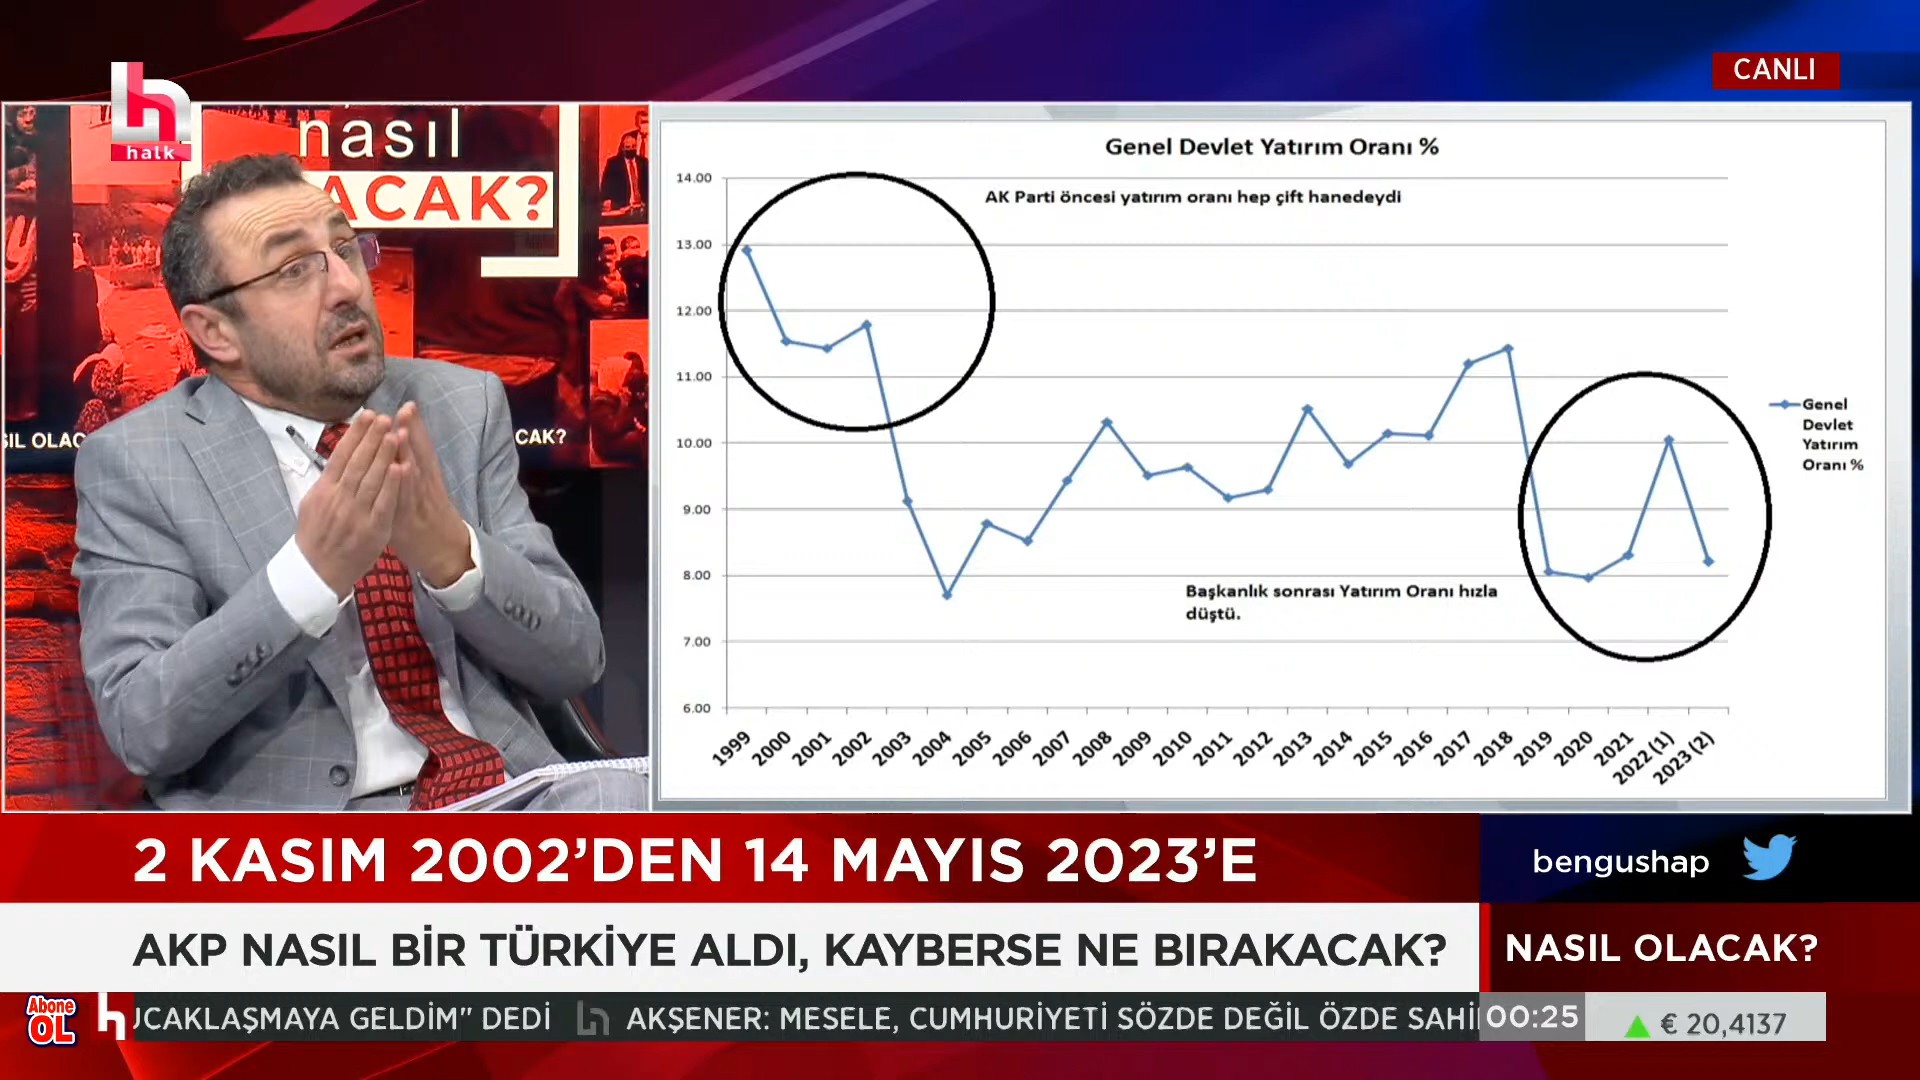 CANLI
halk
nasıl
ACAK?
CAK?
Genel Devlet Yatırım Oranı %
AK Parti öncesi yatırım oranı hep çift hanedeydi
14.00
13.00
12.00
11.00
10.00
9.00
8.00
7.00
6.00
Başkanlık sonrası Yatırım Oranı hızla
düştü.
Genel
Devlet
Yatırım
Oranı %
1999 2000 2001 2002 2003 2004 2005 2006 2007 2008 2009 2010 2011 2012 2013 2014 2015 2016 2017 2018 2019 2020 2021 2022 (1) 2023 (2)
2 KASIM 2002’DEN 14 MAYIS 2023’E
bengushap
AKP NASIL BİR TÜRKİYE ALDI, KAYBERSE NE BIRAKACAK?
NASIL OLACAK?
Abone
OL
UCAKLAŞMAYA GELDİM" DEDİ AKŞENER: MESELE, CUMHURİYETİ SÖZDE DEĞİL ÖZDE SAHİ
00:25
€ 20,4137